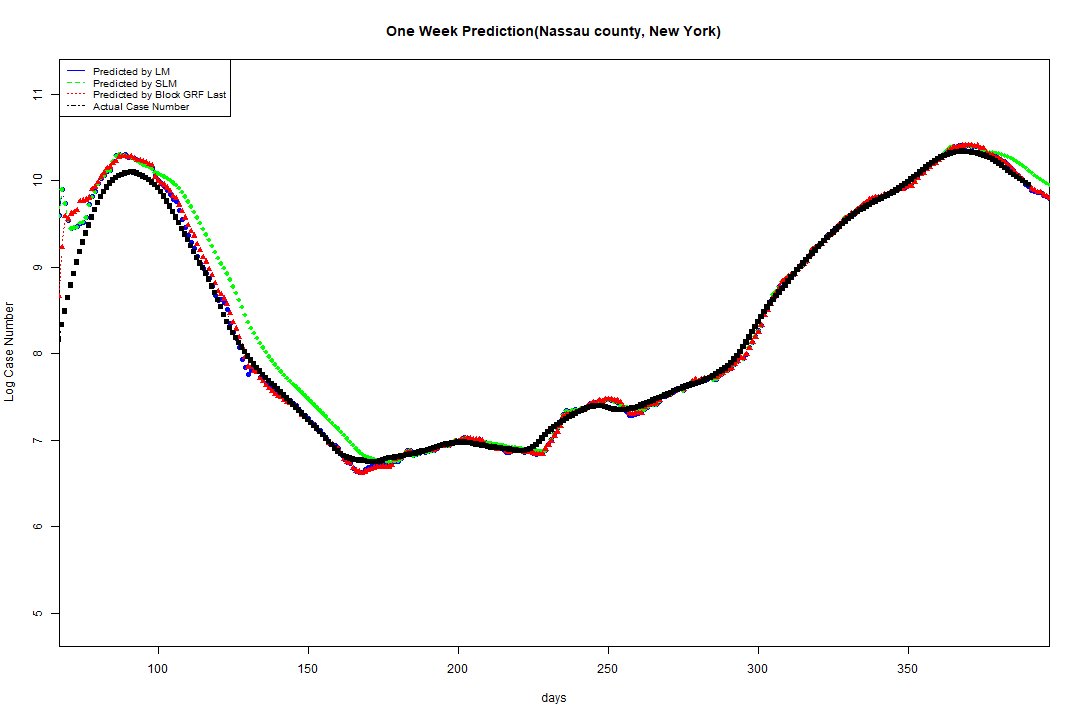 One Week Prediction(Nassau county, New York)
Predicted by LM
Predicted by SLM
Predicted by Block GRF Last
Actual Case Number
Log Case Number
11
10
9
8
7
6
5
100 150 200 250 300 350
days